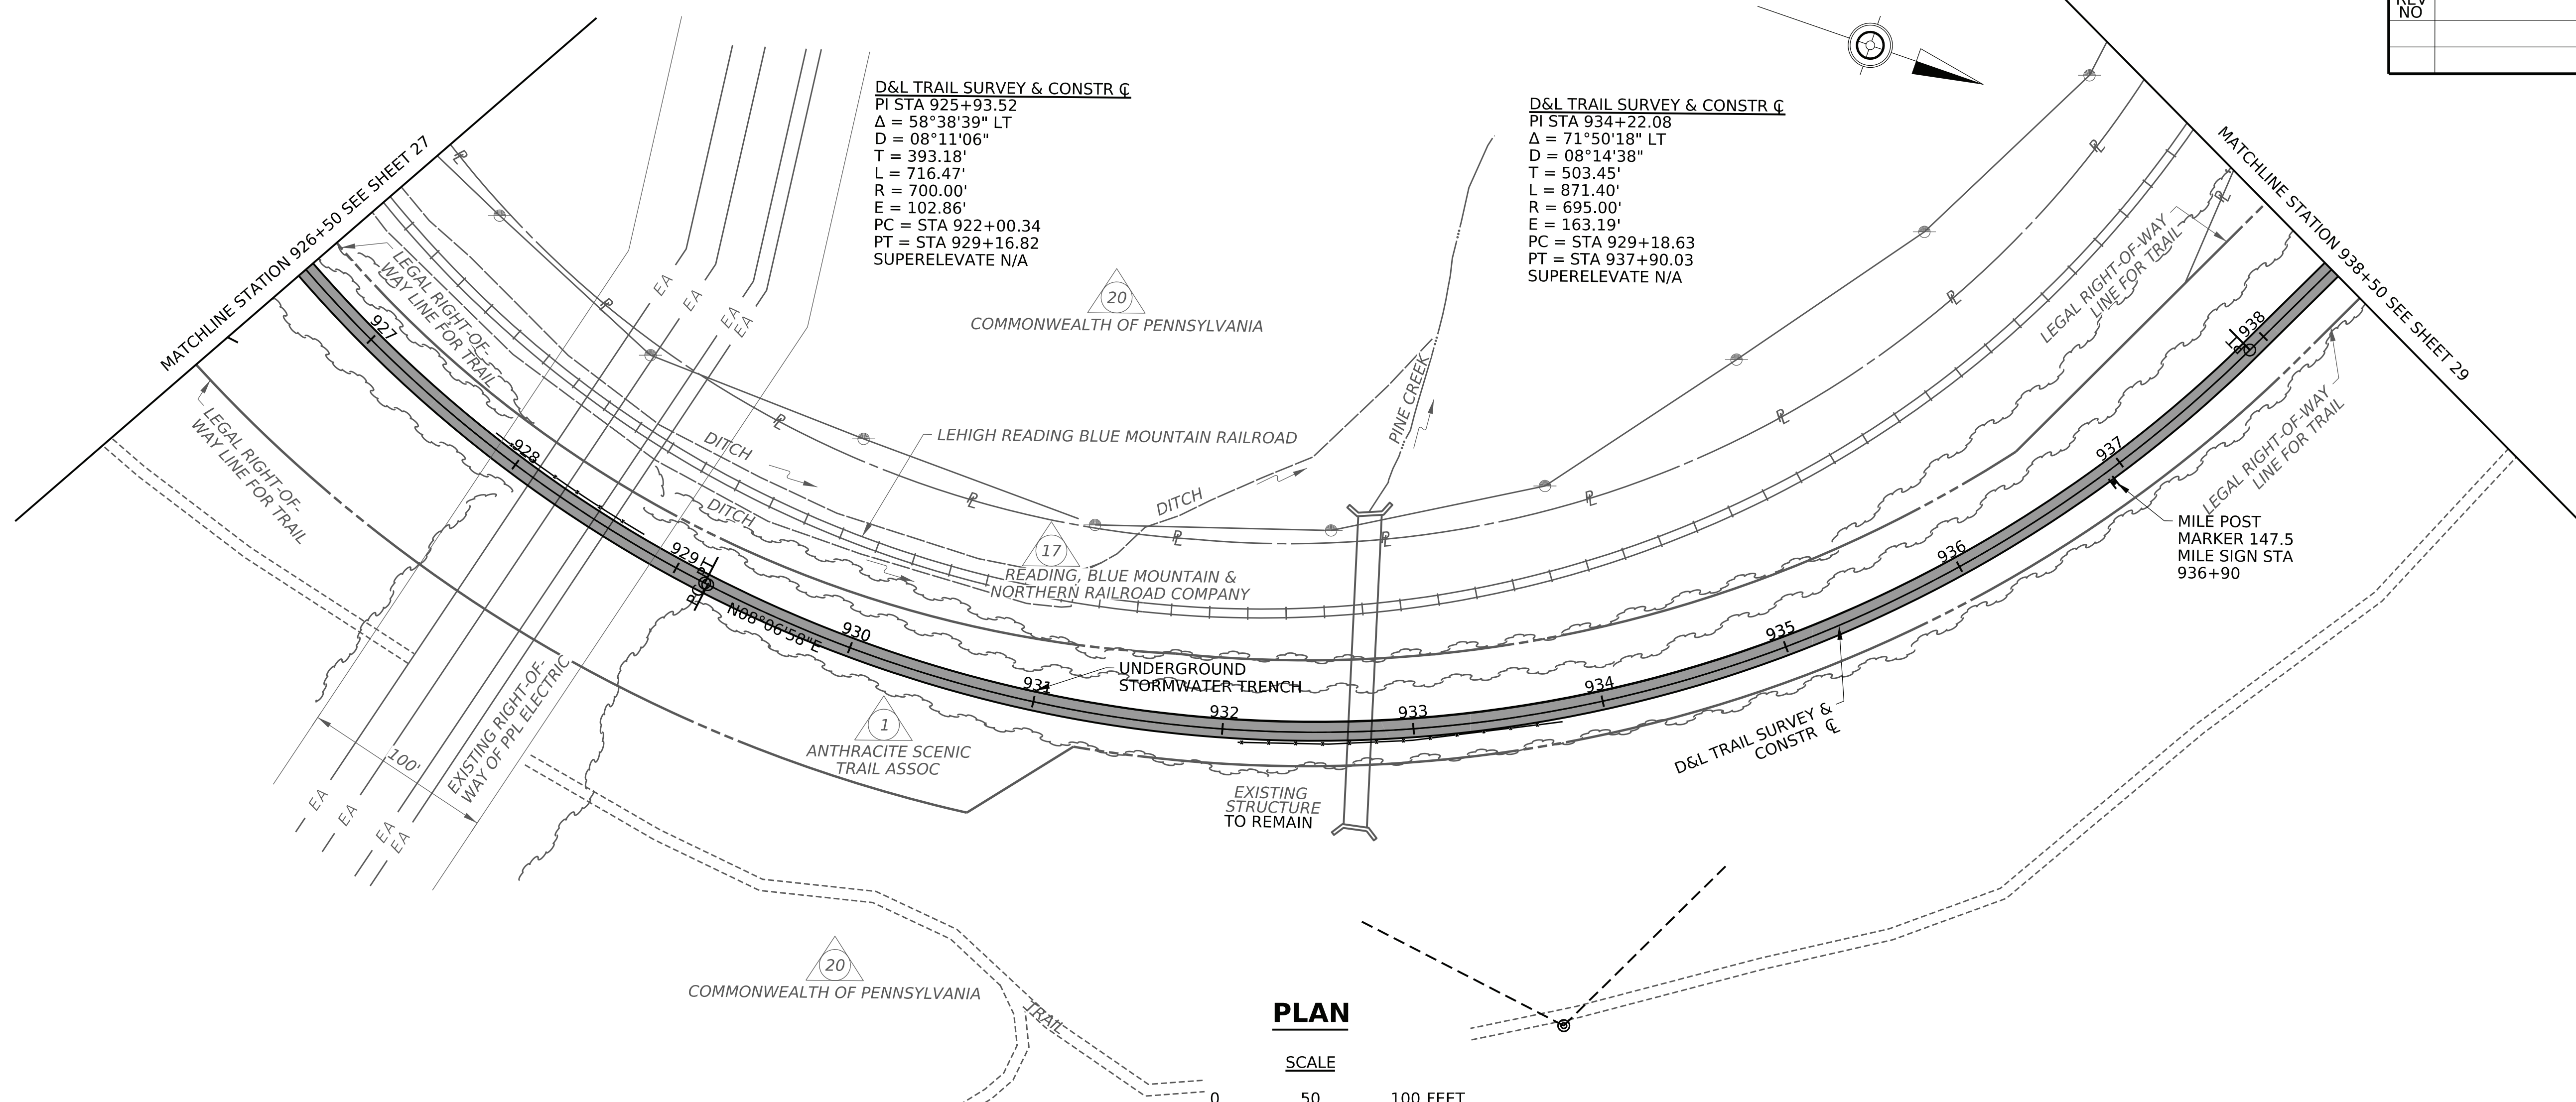 REV
NO
D&L TRAIL SURVEY & CONSTR ℄
PI STA 925+93.52
Δ = 58°38'39" LT
D = 08°11'06"
T = 393.18'
L = 716.47'
R = 700.00'
E = 102.86'
PC = STA 922+00.34
PT = STA 929+16.82
SUPERELEVATE N/A
D&L TRAIL SURVEY & CONSTR ℄
PI STA 934+22.08
Δ = 71°50'18" LT
D = 08°14'38"
T = 503.45'
L = 871.40'
R = 695.00'
E = 163.19'
PC = STA 929+18.63
PT = STA 937+90.03
SUPERELEVATE N/A
MATCHLINE STATION 926+50 SEE SHEET 27
MATCHLINE STATION 938+50 SEE SHEET 29
LEGAL RIGHT-OF-
WAY LINE FOR TRAIL
LEGAL RIGHT-OF-
WAY LINE FOR TRAIL
LEGAL RIGHT-OF-WAY
LINE FOR TRAIL
LEGAL RIGHT-OF-WAY
LINE FOR TRAIL
EA
EA
EA
EA
℄
20
COMMONWEALTH OF PENNSYLVANIA
LEHIGH READING BLUE MOUNTAIN RAILROAD
DITCH
DITCH
DITCH
PINE CREEK
17
READING, BLUE MOUNTAIN &
NORTHERN RAILROAD COMPANY
927
928
929
930
931
932
933
934
935
936
937
938
PT
PC
PT
N08°06'58"E
UNDERGROUND
STORMWATER TRENCH
MILE POST
MARKER 147.5
MILE SIGN STA
936+90
1
ANTHRACITE SCENIC
TRAIL ASSOC
D&L TRAIL SURVEY &
CONSTR ℄
EXISTING
STRUCTURE
TO REMAIN
EXISTING RIGHT-OF-
WAY OF PPL ELECTRIC
100'
EA
EA
EA
EA
20
COMMONWEALTH OF PENNSYLVANIA
TRAIL
PLAN
SCALE
0 50 100 FEET